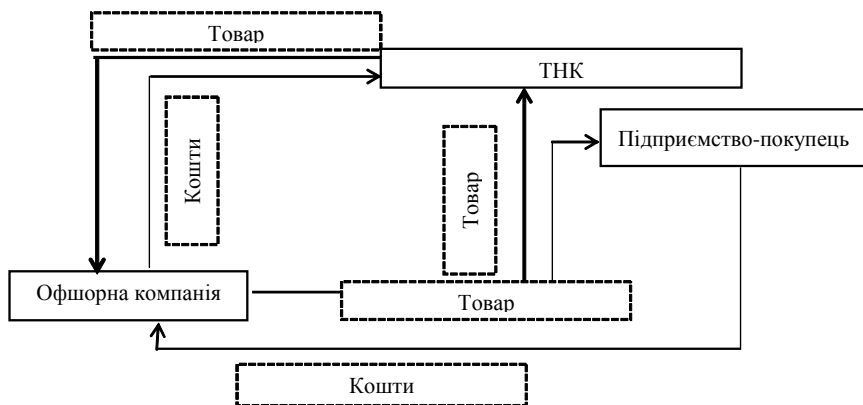 Товар
ТНК
Підприємство-покупець
Кошти
Товар
Офшорна компанія
Товар
Кошти